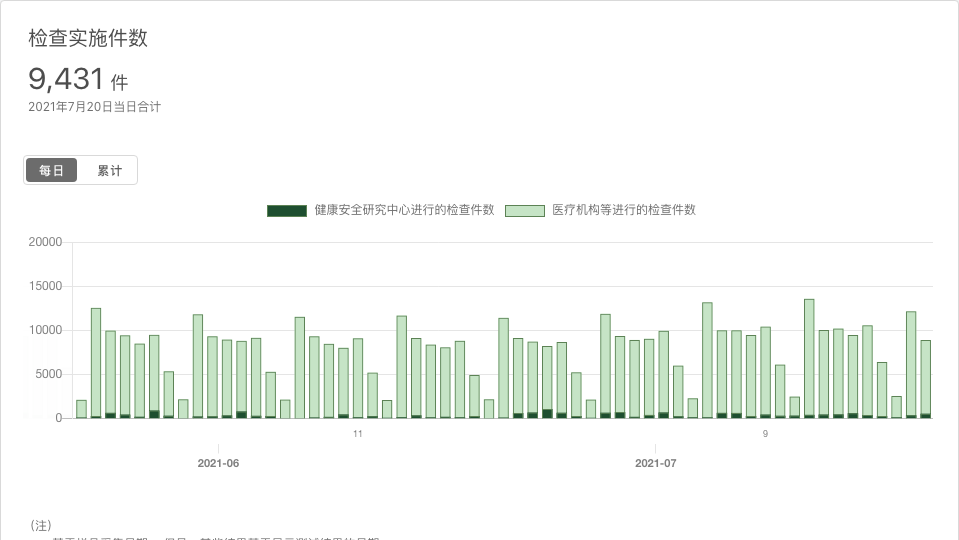 检查实施件数
9,431 件
2021年7月20日当日合计
每日 累计
健康安全研究中心进行的检查件数 医疗机构等进行的检查件数
20000
15000
10000
5000
0
11 9
2021-06 2021-07
(注)